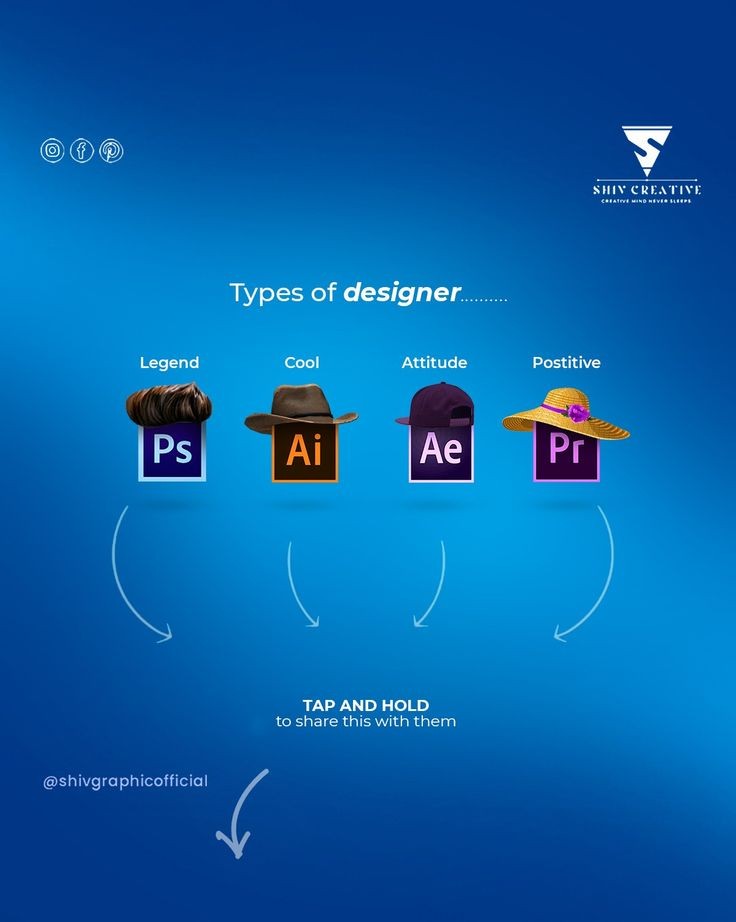 SHIV CREATIVE
CREATIVE MIND NEVER SLEEPS
Types of designer..........
Legend Cool Attitude Postitive
Ps Ai Ae Pr
TAP AND HOLD
to share this with them
@shivgraphicofficial